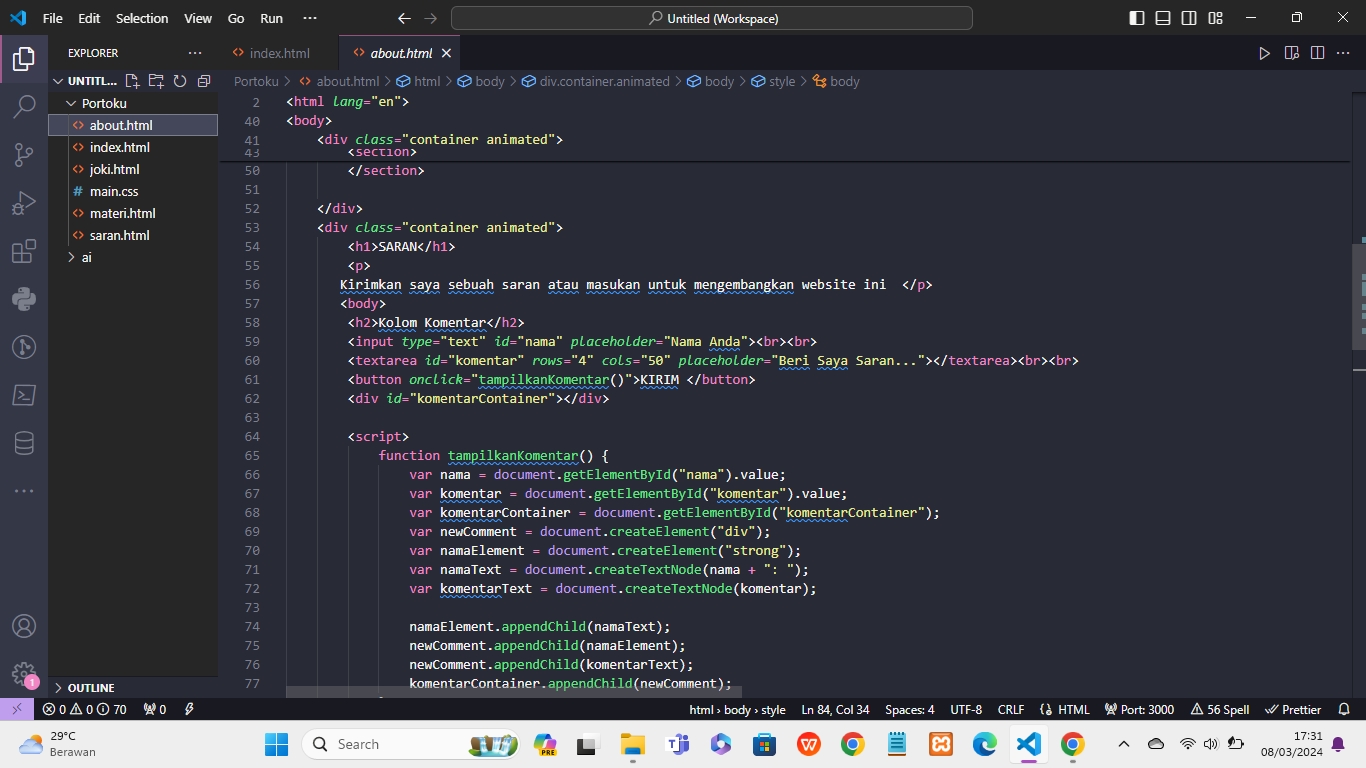 File Edit Selection View Go Run ··· Untitled (Workspace)
EXPLORER ··· index.html about.html
UNTITL... Portoku > about.html > html > body > div.container.animated > body > style > body
Portoku
about.html
index.html
joki.html
# main.css
materi.html
saran.html
ai
2 <html lang="en">
40 <body>
41 <div class="container animated">
43 <section>
50 </section>
51
52 </div>
53 <div class="container animated">
54 <h1>SARAN</h1>
55 <p>
56 Kirimkan saya sebuah saran atau masukan untuk mengembangkan website ini  </p>
57 <body>
58 <h2>Kolom Komentar</h2>
59 <input type="text" id="nama" placeholder="Nama Anda"><br><br>
60 <textarea id="komentar" rows="4" cols="50" placeholder="Beri Saya Saran..."></textarea><br><br>
61 <button onclick="tampilkanKomentar()">KIRIM </button>
62 <div id="komentarContainer"></div>
63
64 <script>
65 function tampilkanKomentar() {
66 var nama = document.getElementById("nama").value;
67 var komentar = document.getElementById("komentar").value;
68 var komentarContainer = document.getElementById("komentarContainer");
69 var newComment = document.createElement("div");
70 var namaElement = document.createElement("strong");
71 var namaText = document.createTextNode(nama + ": ");
72 var komentarText = document.createTextNode(komentar);
73
74 namaElement.appendChild(namaText);
75 newComment.appendChild(namaElement);
76 newComment.appendChild(komentarText);
77 komentarContainer.appendChild(newComment);
OUTLINE
1
0 0 70 0 html › body › style Ln 84, Col 34 Spaces: 4 UTF-8 CRLF HTML Port: 3000 56 Spell Prettier
29°C
Berawan
Search
PRE
17:31
08/03/2024